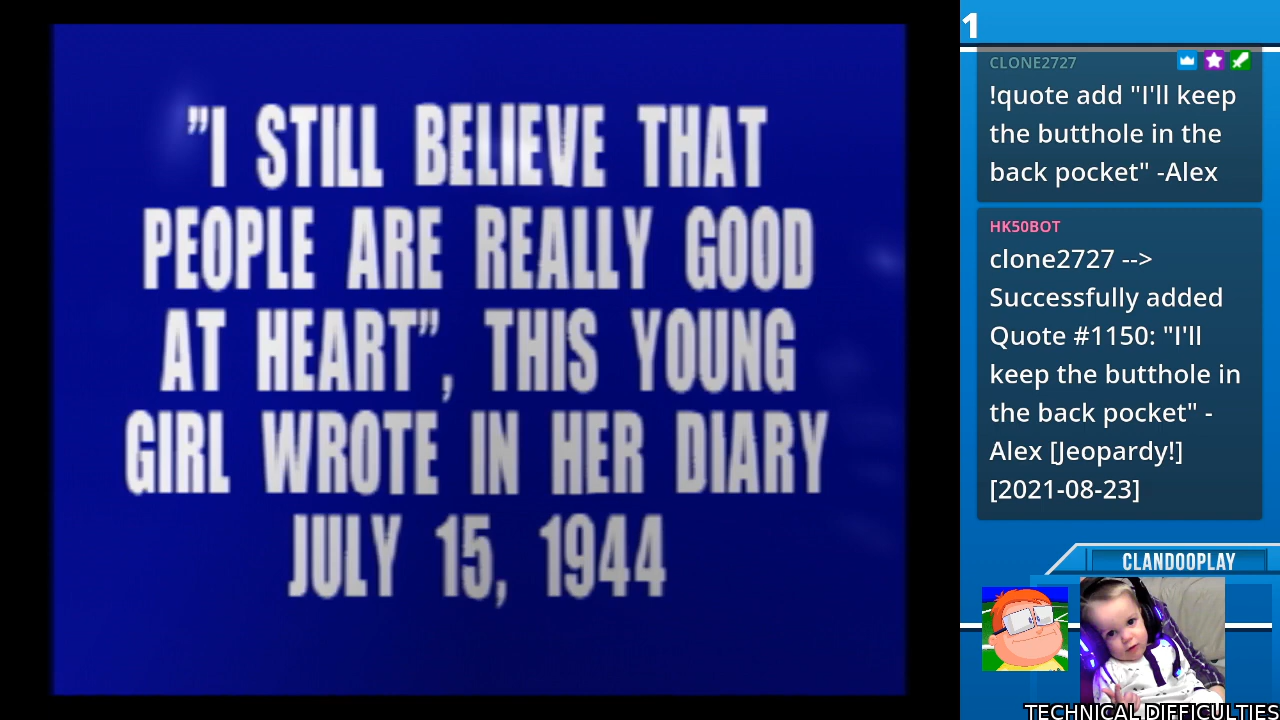 ”I STILL BELIEVE THAT
PEOPLE ARE REALLY GOOD
AT HEART”, THIS YOUNG
GIRL WROTE IN HER DIARY
JULY 15, 1944
1
CLONE2727
!quote add "I'll keep
the butthole in the
back pocket" -Alex
HK50BOT
clone2727 -->
Successfully added
Quote #1150: "I'll
keep the butthole in
the back pocket" -
Alex [Jeopardy!]
[2021-08-23]
CLANDOOPLAY
TECHNICAL DIFFICULTIES